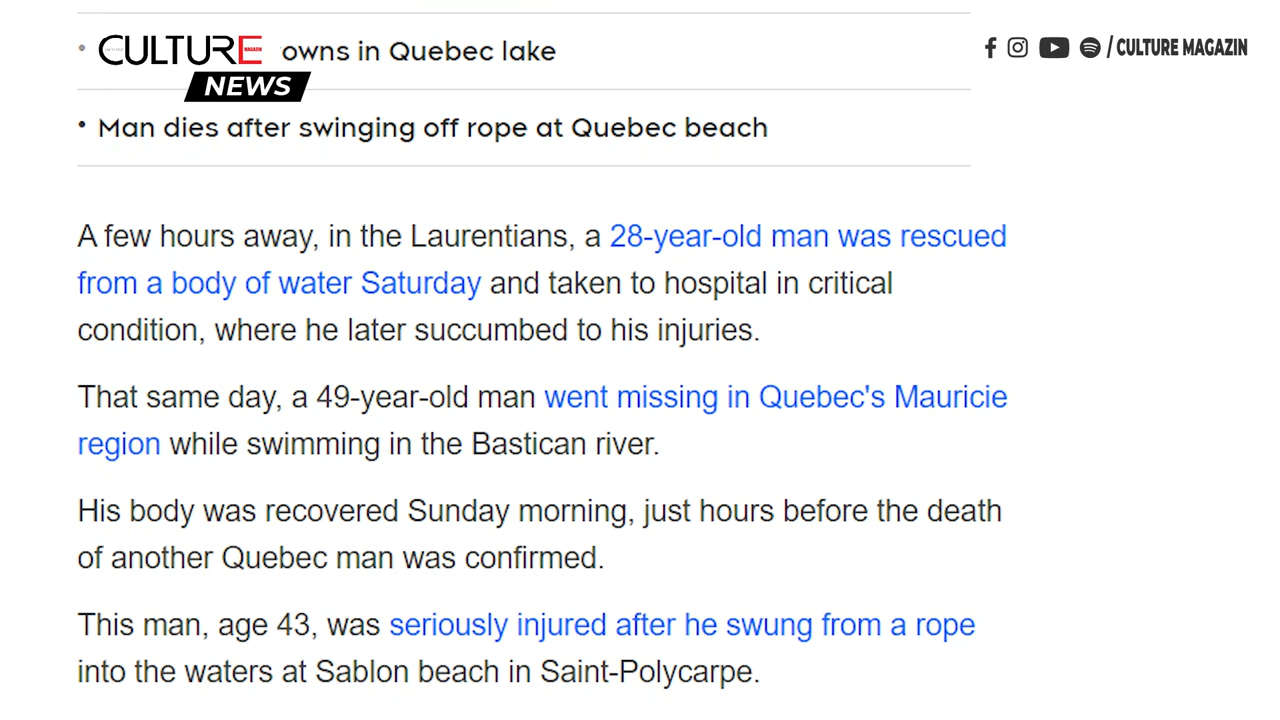 CULTURE
MAGAZIN
NEWS
owns in Quebec lake
/ CULTURE MAGAZIN
• Man dies after swinging off rope at Quebec beach
A few hours away, in the Laurentians, a 28-year-old man was rescued
from a body of water Saturday and taken to hospital in critical
condition, where he later succumbed to his injuries.
That same day, a 49-year-old man went missing in Quebec's Mauricie
region while swimming in the Bastican river.
His body was recovered Sunday morning, just hours before the death
of another Quebec man was confirmed.
This man, age 43, was seriously injured after he swung from a rope
into the waters at Sablon beach in Saint-Polycarpe.